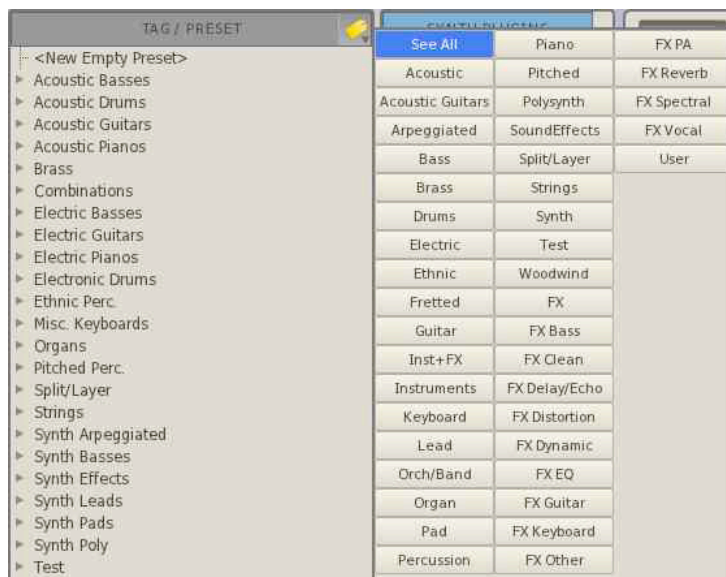 TAG / PRESET
<New Empty Preset>
Acoustic Basses
Acoustic Drums
Acoustic Guitars
Acoustic Pianos
Brass
Combinations
Electric Basses
Electric Guitars
Electric Pianos
Electronic Drums
Ethnic Perc.
Misc. Keyboards
Organs
Pitched Perc.
Split/Layer
Strings
Synth Arpeggiated
Synth Basses
Synth Effects
Synth Leads
Synth Pads
Synth Poly
Test
SYNTH PLUGINS
See All
Acoustic
Acoustic Guitars
Arpeggiated
Bass
Brass
Drums
Electric
Ethnic
Fretted
Guitar
Inst+FX
Instruments
Keyboard
Lead
Orch/Band
Organ
Pad
Percussion
Piano
Pitched
Polysynth
SoundEffects
Split/Layer
Strings
Synth
Test
Woodwind
FX
FX Bass
FX Clean
FX Delay/Echo
FX Distortion
FX Dynamic
FX EQ
FX Guitar
FX Keyboard
FX Other
FX PA
FX Reverb
FX Spectral
FX Vocal
User